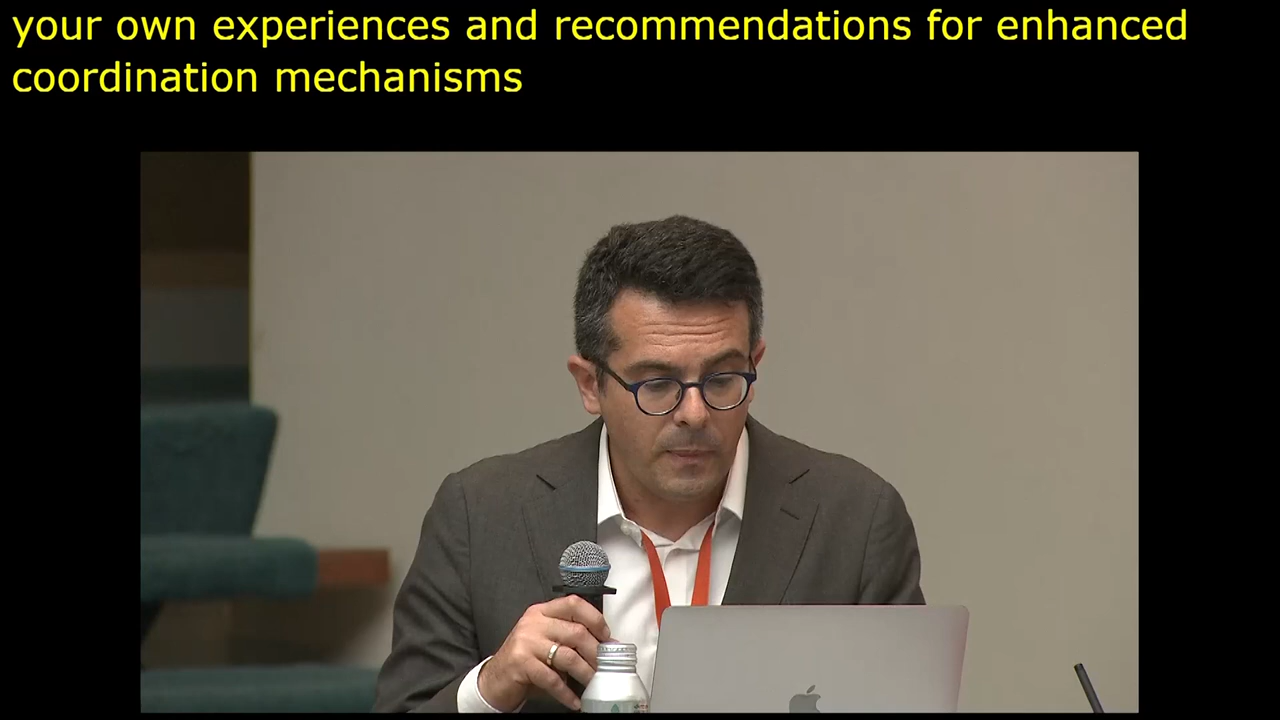 your own experiences and recommendations for enhanced
coordination mechanisms